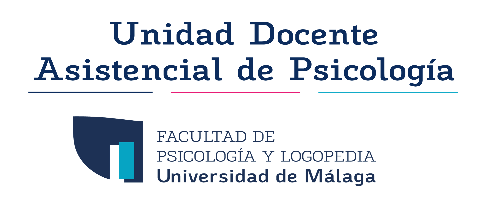 Unidad Docente
Asistencial de Psicología
FACULTAD DE
PSICOLOGÍA Y LOGOPEDIA
Universidad de Málaga